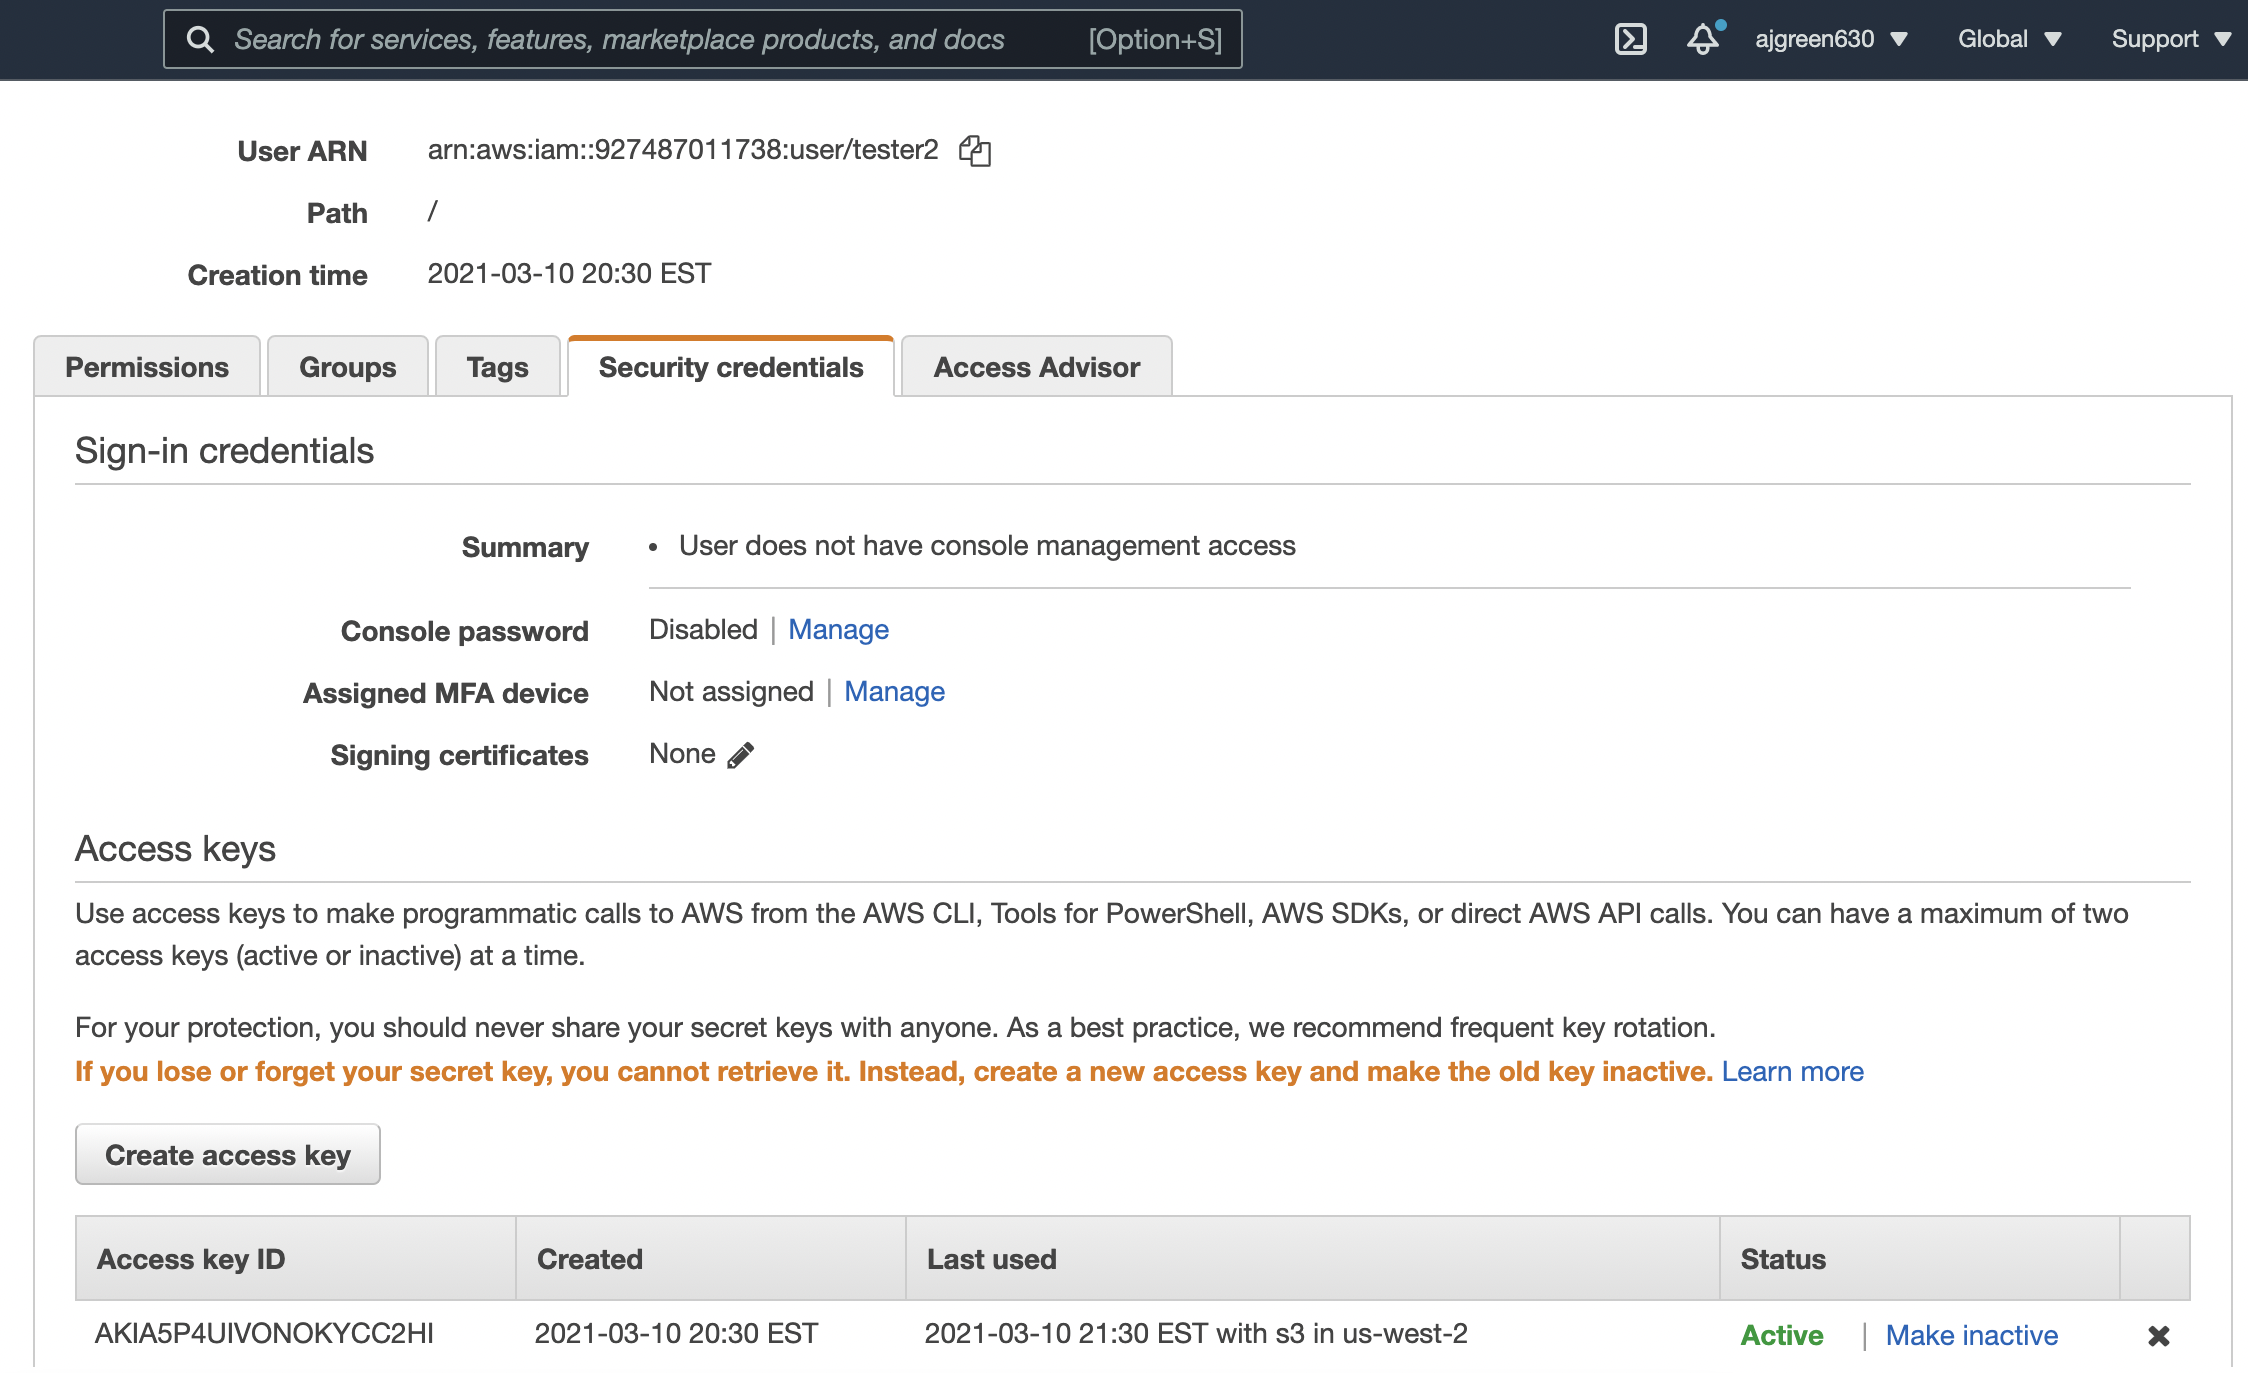 Search for services, features, marketplace products, and docs [Option+S] ajgreen630 Global Support
User ARN arn:aws:iam::927487011738:user/tester2
Path /
Creation time 2021-03-10 20:30 EST
Permissions Groups Tags Security credentials Access Advisor
Sign-in credentials
Summary • User does not have console management access
Console password Disabled | Manage
Assigned MFA device Not assigned | Manage
Signing certificates None
Access keys
Use access keys to make programmatic calls to AWS from the AWS CLI, Tools for PowerShell, AWS SDKs, or direct AWS API calls. You can have a maximum of two
access keys (active or inactive) at a time.
For your protection, you should never share your secret keys with anyone. As a best practice, we recommend frequent key rotation.
If you lose or forget your secret key, you cannot retrieve it. Instead, create a new access key and make the old key inactive. Learn more
Create access key
Access key ID Created Last used Status
AKIA5P4UIVONOKYCC2HI 2021-03-10 20:30 EST 2021-03-10 21:30 EST with s3 in us-west-2 Active | Make inactive